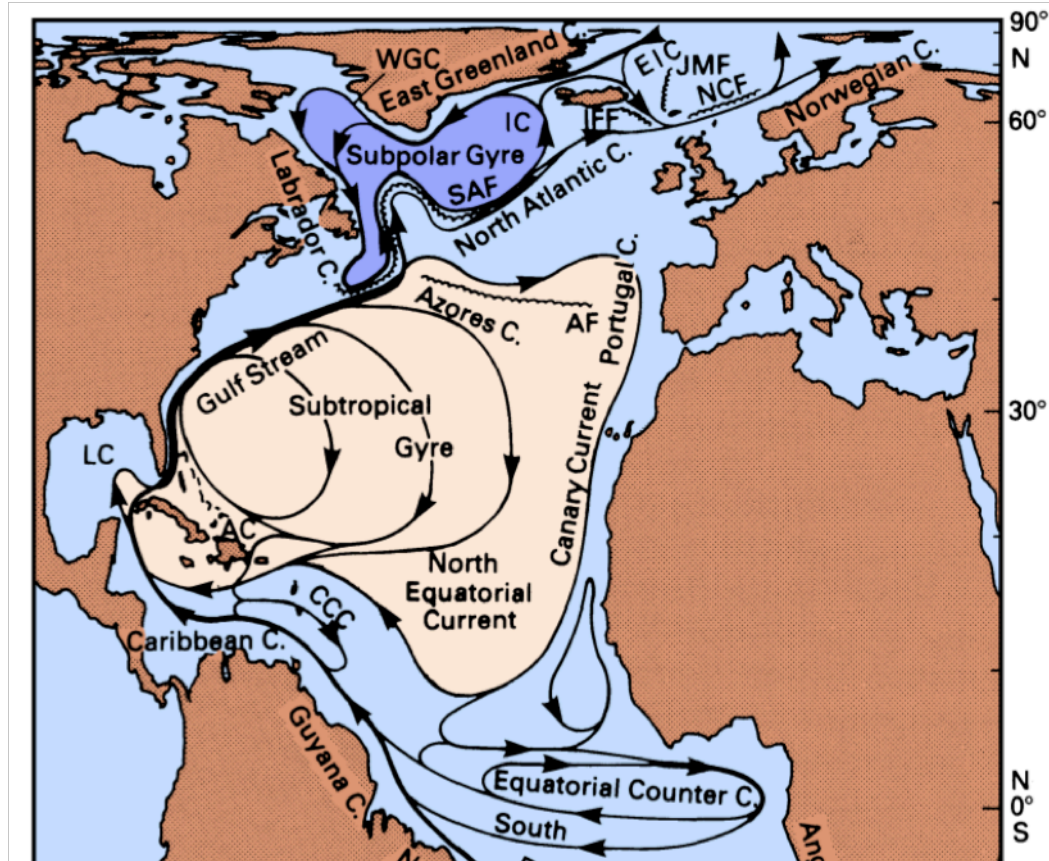 90°
N
WGC
East Greenland C.
EIC
JMF
NCF
Norwegian C.
60°
IC
IFF
Subpolar Gyre
SAF
Labrador C.
North Atlantic C.
Azores C.
AF
Portugal C.
Gulf Stream
Subtropical
Gyre
30°
LC
Canary Current
AC
North
Equatorial
Current
CCC
Caribbean C.
Guyana C.
Equatorial Counter C.
N
0°
S
South